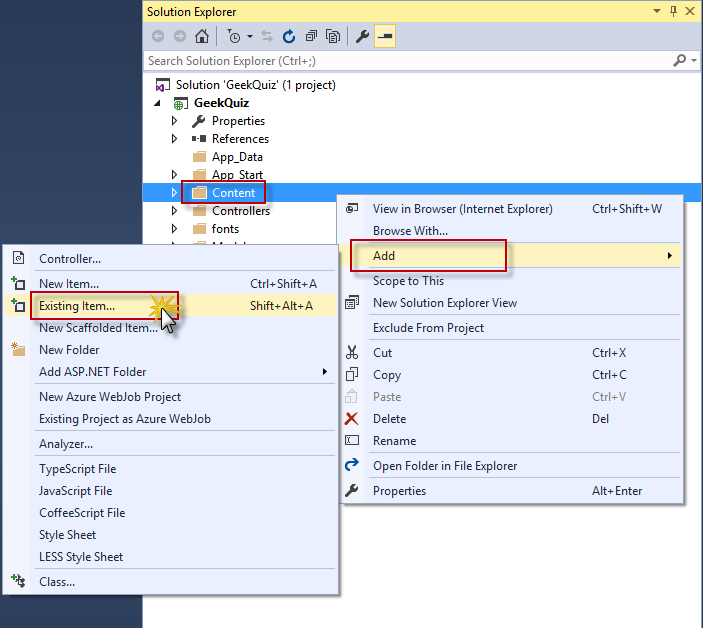 Solution Explorer
Search Solution Explorer (Ctrl+;)
Solution 'GeekQuiz' (1 project)
GeekQuiz
Properties
References
App_Data
App_Start
Content
Controllers
fonts
View in Browser (Internet Explorer) Ctrl+Shift+W
Browse With...
Add
Scope to This
New Solution Explorer View
Exclude From Project
Cut Ctrl+X
Copy Ctrl+C
Paste Ctrl+V
Delete Del
Rename
Open Folder in File Explorer
Properties Alt+Enter
Controller...
New Item... Ctrl+Shift+A
Existing Item... Shift+Alt+A
New Scaffolded Item...
New Folder
Add ASP.NET Folder
New Azure WebJob Project
Existing Project as Azure WebJob
Analyzer...
TypeScript File
JavaScript File
CoffeeScript File
Style Sheet
LESS Style Sheet
Class...